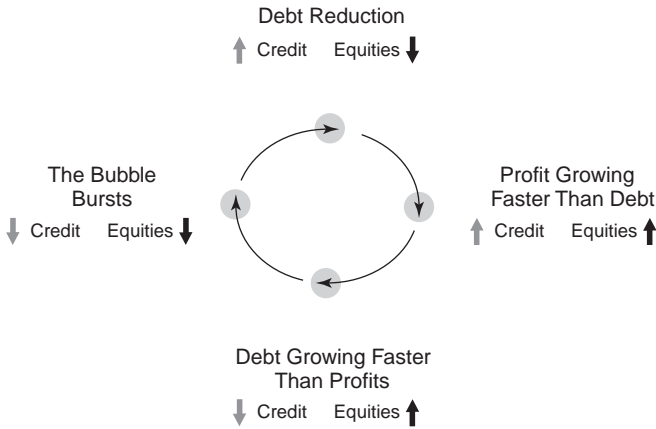 Debt Reduction
Credit Equities
The Bubble
Bursts
Credit Equities
Profit Growing
Faster Than Debt
Credit Equities
Debt Growing Faster
Than Profits
Credit Equities